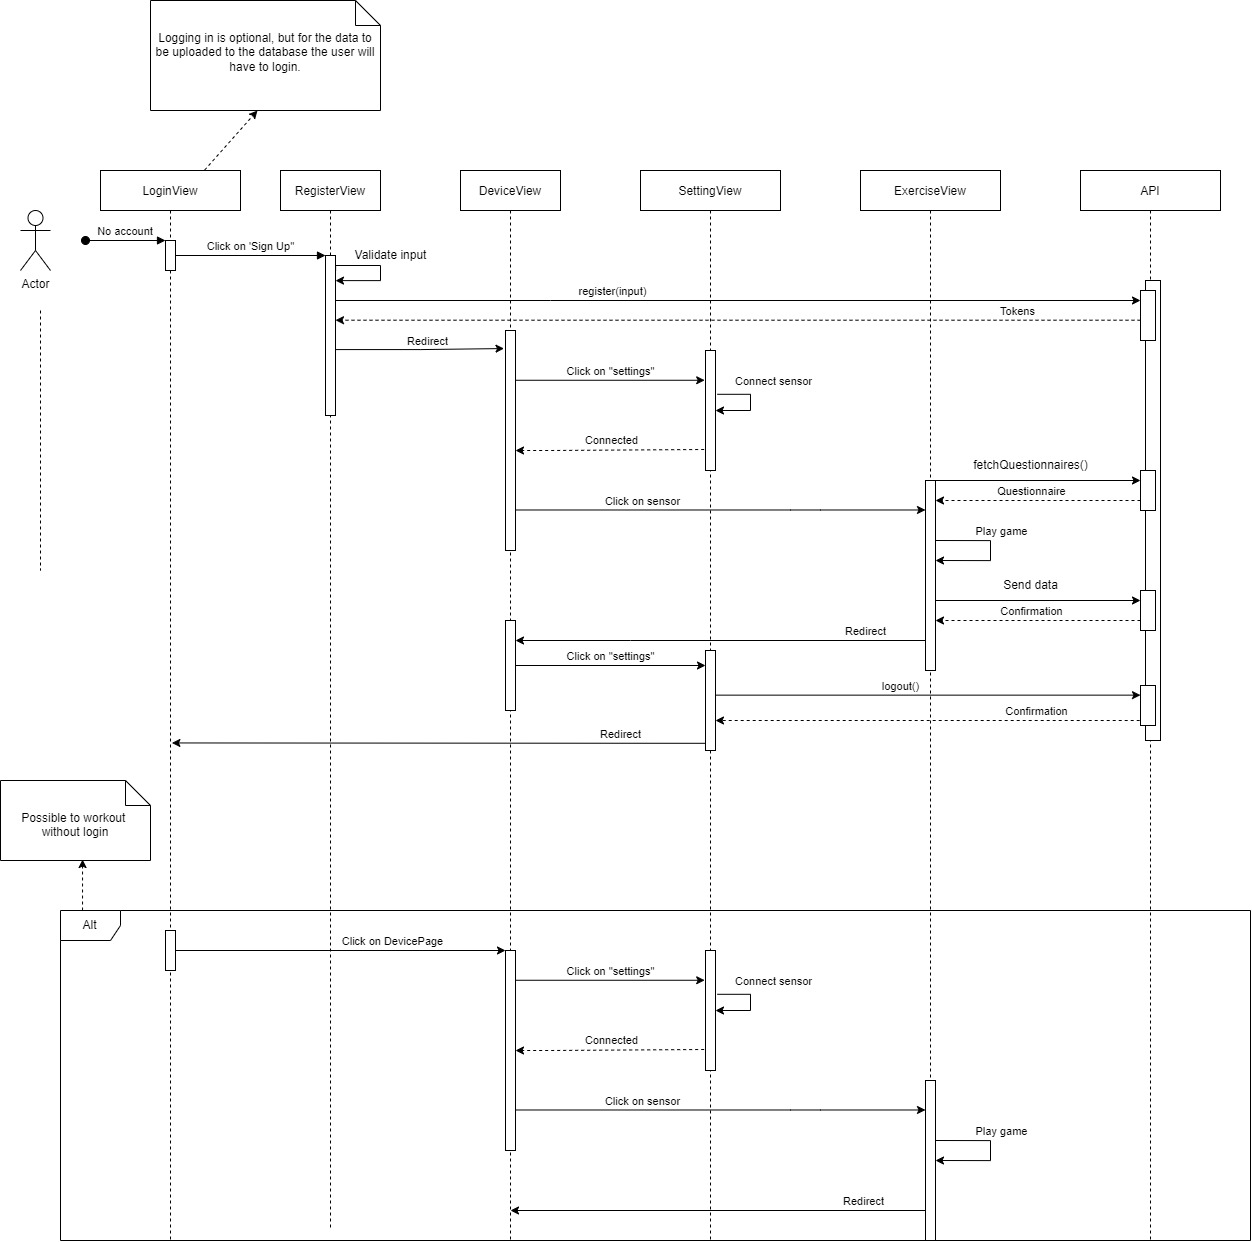 Logging in is optional, but for the data to
be uploaded to the database the user will
have to login.
LoginView
RegisterView
DeviceView
SettingView
ExerciseView
API
Actor
No account
Click on 'Sign Up"
Validate input
register(input)
Tokens
Redirect
Click on "settings"
Connect sensor
Connected
fetchQuestionnaires()
Questionnaire
Click on sensor
Play game
Send data
Confirmation
Redirect
Click on "settings"
logout()
Confirmation
Redirect
Possible to workout
without login
Alt
Click on DevicePage
Click on "settings"
Connect sensor
Connected
Click on sensor
Play game
Redirect